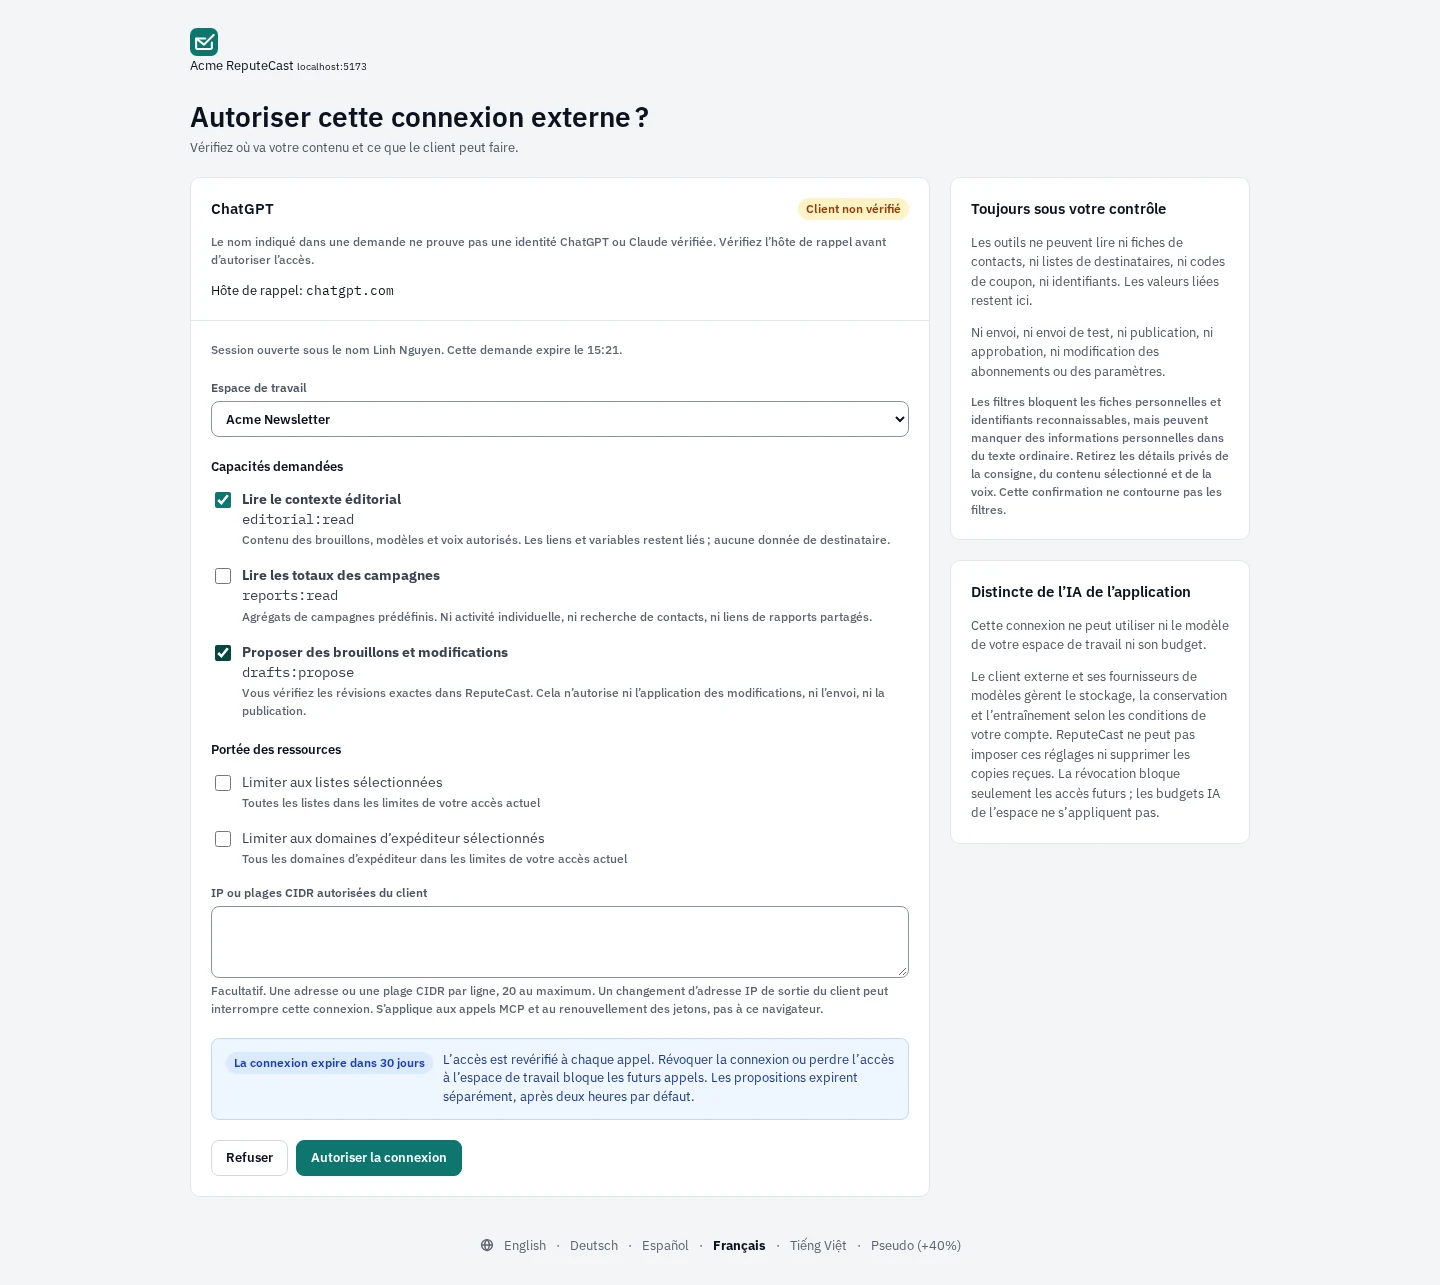 Acme ReputeCast localhost:5173
Autoriser cette connexion externe ?
Vérifiez où va votre contenu et ce que le client peut faire.
ChatGPT
Client non vérifié
Le nom indiqué dans une demande ne prouve pas une identité ChatGPT ou Claude vérifiée. Vérifiez l’hôte de rappel avant
d’autoriser l’accès.
Hôte de rappel: chatgpt.com
Session ouverte sous le nom Linh Nguyen. Cette demande expire le 15:21.
Espace de travail
Acme Newsletter
Capacités demandées
Lire le contexte éditorial
editorial:read
Contenu des brouillons, modèles et voix autorisés. Les liens et variables restent liés ; aucune donnée de destinataire.
Lire les totaux des campagnes
reports:read
Agrégats de campagnes prédéfinis. Ni activité individuelle, ni recherche de contacts, ni liens de rapports partagés.
Proposer des brouillons et modifications
drafts:propose
Vous vérifiez les révisions exactes dans ReputeCast. Cela n’autorise ni l’application des modifications, ni l’envoi, ni la
publication.
Portée des ressources
Limiter aux listes sélectionnées
Toutes les listes dans les limites de votre accès actuel
Limiter aux domaines d’expéditeur sélectionnés
Tous les domaines d’expéditeur dans les limites de votre accès actuel
IP ou plages CIDR autorisées du client
Facultatif. Une adresse ou une plage CIDR par ligne, 20 au maximum. Un changement d’adresse IP de sortie du client peut
interrompre cette connexion. S’applique aux appels MCP et au renouvellement des jetons, pas à ce navigateur.
La connexion expire dans 30 jours
L’accès est revérifié à chaque appel. Révoquer la connexion ou perdre l’accès
à l’espace de travail bloque les futurs appels. Les propositions expirent
séparément, après deux heures par défaut.
Refuser
Autoriser la connexion
Toujours sous votre contrôle
Les outils ne peuvent lire ni fiches de
contacts, ni listes de destinataires, ni codes
de coupon, ni identifiants. Les valeurs liées
restent ici.
Ni envoi, ni envoi de test, ni publication, ni
approbation, ni modification des
abonnements ou des paramètres.
Les filtres bloquent les fiches personnelles et
identifiants reconnaissables, mais peuvent
manquer des informations personnelles dans
du texte ordinaire. Retirez les détails privés de
la consigne, du contenu sélectionné et de la
voix. Cette confirmation ne contourne pas les
filtres.
Distincte de l’IA de l’application
Cette connexion ne peut utiliser ni le modèle
de votre espace de travail ni son budget.
Le client externe et ses fournisseurs de
modèles gèrent le stockage, la conservation
et l’entraînement selon les conditions de
votre compte. ReputeCast ne peut pas
imposer ces réglages ni supprimer les
copies reçues. La révocation bloque
seulement les accès futurs ; les budgets IA
de l’espace ne s’appliquent pas.
English · Deutsch · Español · Français · Tiếng Việt · Pseudo (+40%)